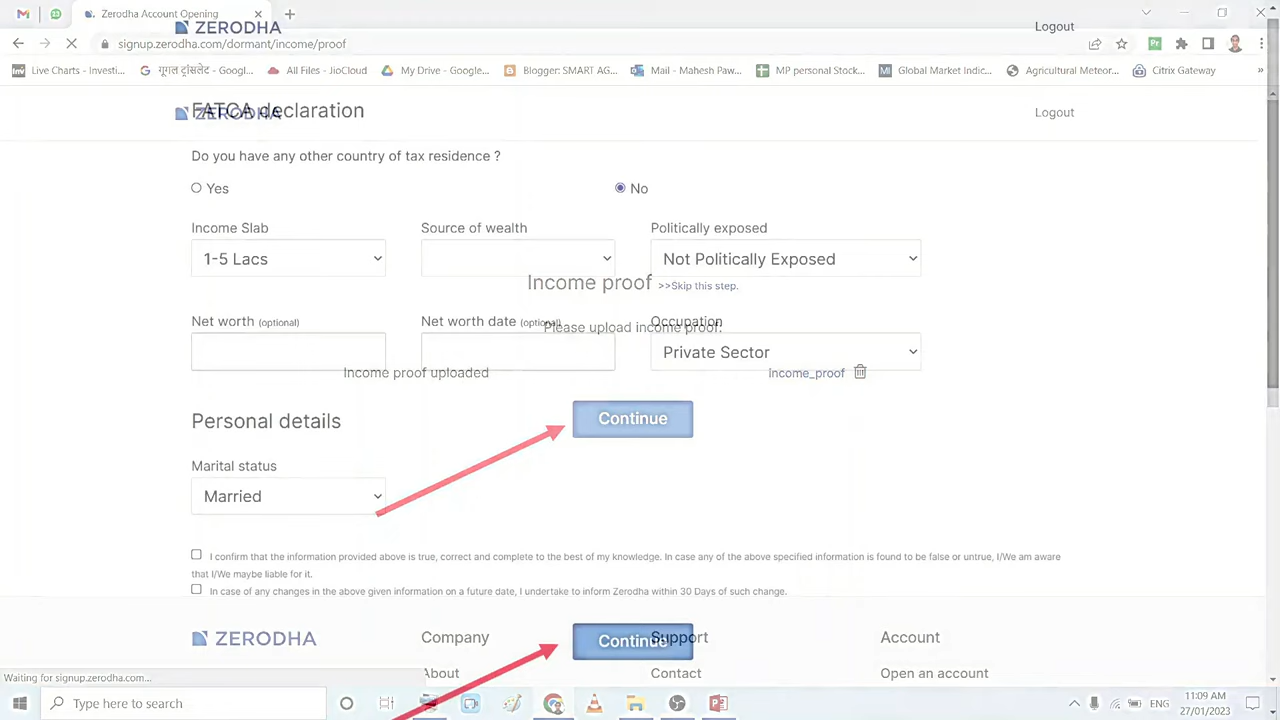 Zerodha Account Opening
ZERODHA
Logout
signup.zerodha.com/dormant/income/proof
Live Charts - Investi...
गूगल ट्रांसलेट - Googl...
All Files - JioCloud
My Drive - Google...
Blogger: SMART AG...
Mail - Mahesh Paw...
MP personal Stock...
Global Market Indic...
Agricultural Meteor...
Citrix Gateway
»
FATCA declaration
ZERODHA
Logout
Do you have any other country of tax residence ?
Yes
No
Income Slab
Source of wealth
Politically exposed
1-5 Lacs
Not Politically Exposed
Income proof >>Skip this step.
Net worth (optional)
Net worth date (optional)
Occupation
Please upload income proof.
Private Sector
Income proof uploaded
income_proof
Personal details
Continue
Marital status
Married
I confirm that the information provided above is true, correct and complete to the best of my knowledge. In case any of the above specified information is found to be false or untrue, I/We am aware
that I/We maybe liable for it.
In case of any changes in the above given information on a future date, I undertake to inform Zerodha within 30 Days of such change.
ZERODHA
Company
Continue
Support
Account
About
Contact
Open an account
Waiting for signup.zerodha.com...
Type here to search
ENG
11:09 AM
27/01/2023